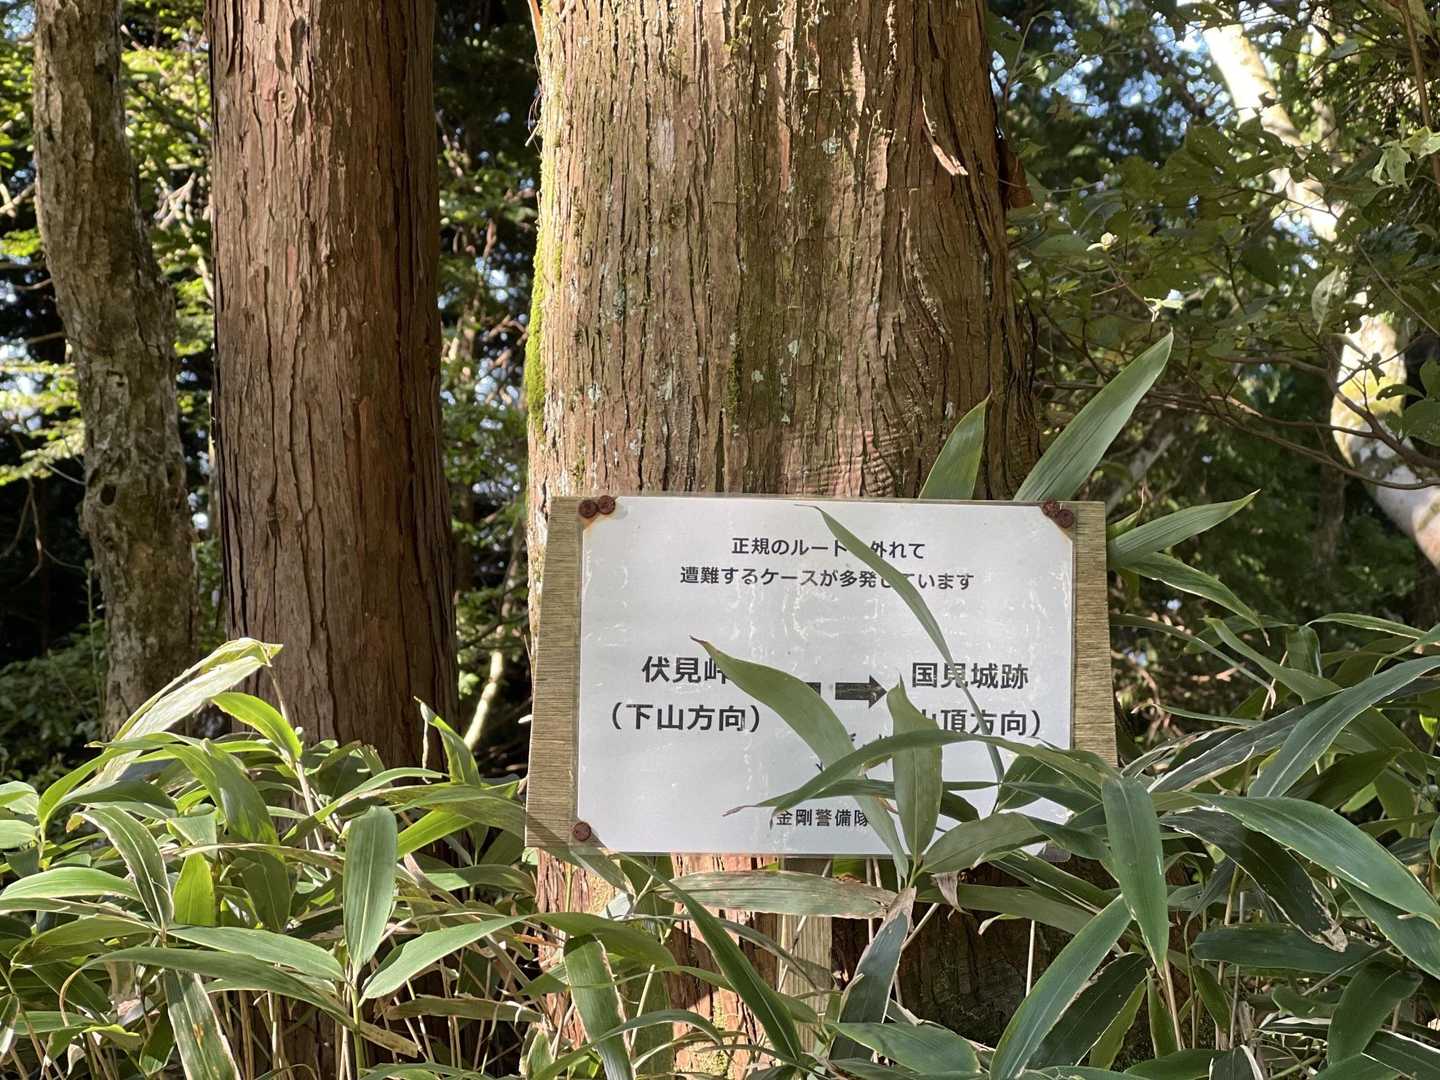 正規のルート 外れて
遭難するケースが多発しています
伏見峠 ➡ 国見城跡
（下山方向） 山頂方向）
金剛警備隊